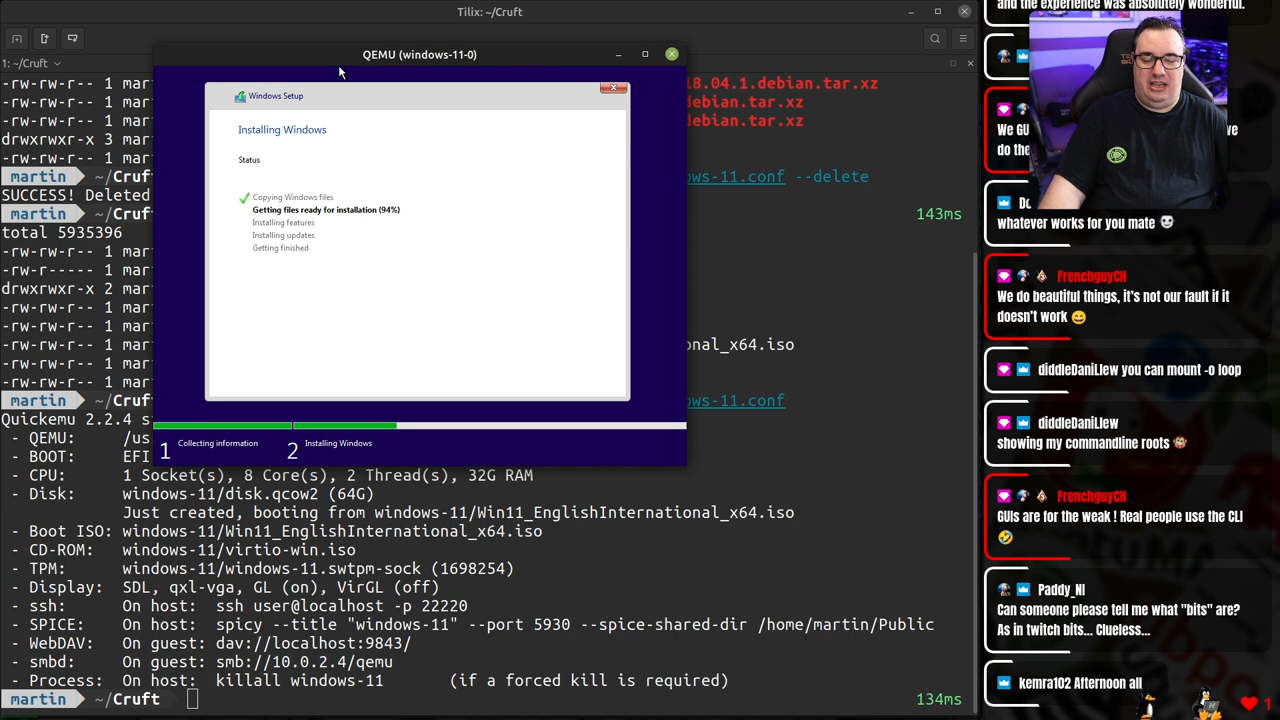 Tilix: ~/Cruft
1: ~/Cruft
-rw-rw-r-- 1 mar
18.04.1.debian.tar.xz
-rw-rw-r-- 1 mar
debian.tar.xz
-rw-rw-r-- 1 mar
debian.tar.xz
drwxrwxr-x 3 mar
-rw-rw-r-- 1 mar
martin ~/Cruf
ws-11.conf --delete
SUCCESS! Deleted
martin ~/Cruf
143ms
total 5935396
-rw-rw-r-- 1 mar
-rw-r----- 1 mar
drwxrwxr-x 2 mar
-rw-rw-r-- 1 mar
-rw-rw-r-- 1 mar
-rw-rw-r-- 1 mar
nal_x64.iso
-rw-rw-r-- 1 mar
-rw-rw-r-- 1 mar
martin ~/Cruf
ws-11.conf
Quickemu 2.2.4 s
- QEMU: /us
- BOOT: EFI
- CPU: 1 Socket(s), 8 Core(s), 2 Thread(s), 32G RAM
- Disk: windows-11/disk.qcow2 (64G)
Just created, booting from windows-11/Win11_EnglishInternational_x64.iso
- Boot ISO: windows-11/Win11_EnglishInternational_x64.iso
- CD-ROM: windows-11/virtio-win.iso
- TPM: windows-11/windows-11.swtpm-sock (1698254)
- Display: SDL, qxl-vga, GL (on), VirGL (off)
- ssh: On host: ssh user@localhost -p 22220
- SPICE: On host: spicy --title "windows-11" --port 5930 --spice-shared-dir /home/martin/Public
- WebDAV: On guest: dav://localhost:9843/
- smbd: On guest: smb://10.0.2.4/qemu
- Process: On host: killall windows-11 (if a forced kill is required)
martin ~/Cruft
134ms
QEMU (windows-11-0)
Windows Setup
Installing Windows
Status
Copying Windows files
Getting files ready for installation (94%)
Installing features
Installing updates
Getting finished
1 Collecting information
2 Installing Windows
and the experience was absolutely wonderful.
We GU
ve
do the
whatever works for you mate
FrenchguyCH
We do beautiful things, it's not our fault if it
doesn't work 😄
diddleDaniLlew you can mount -o loop
diddleDaniLlew
showing my commandline roots 🙊
FrenchguyCH
GUIs are for the weak ! Real people use the CLI
🤣
Paddy_NI
Can someone please tell me what "bits" are?
As in twitch bits... Clueless...
kemra102 Afternoon all
1